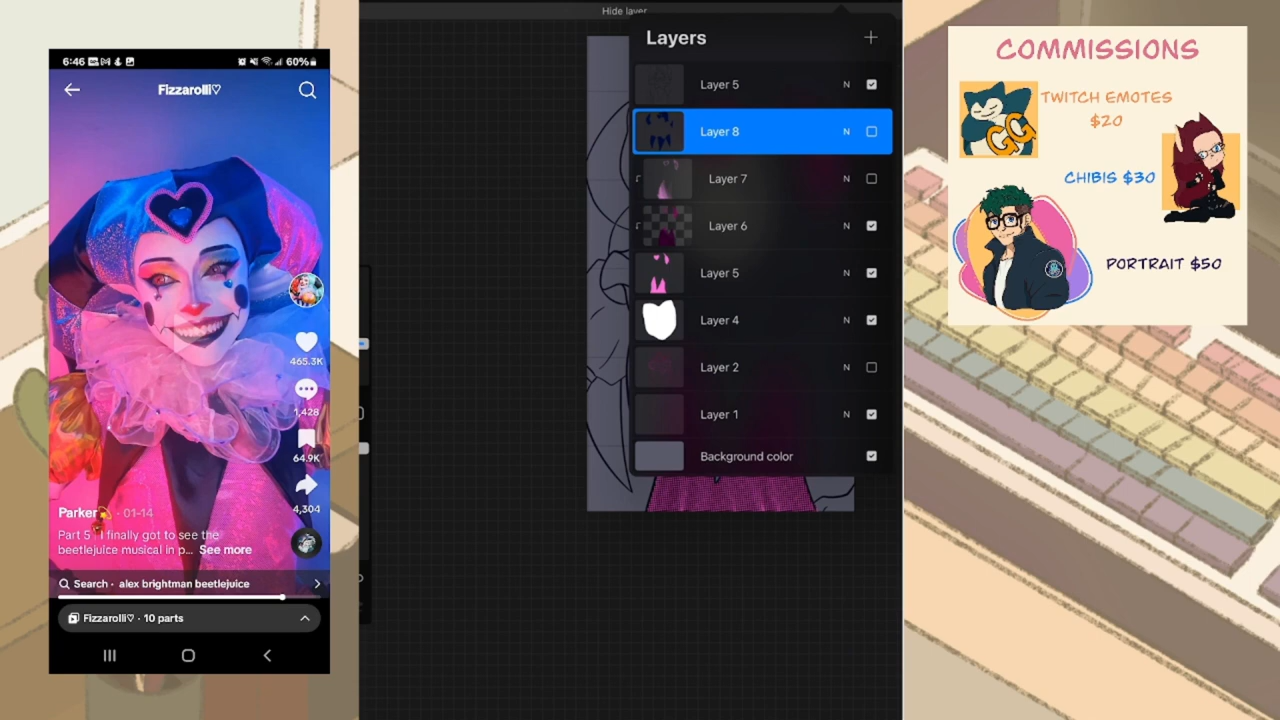 6:46
60%
Fizzarolli♡
465.3K
1,428
64.9K
4,304
Parker · 01-14
Part 5 I finally got to see the
beetlejuice musical in p... See more
Search · alex brightman beetlejuice
Fizzarolli♡ · 10 parts
Hide layer
Layers
Layer 5 N
Layer 8 N
Layer 7 N
Layer 6 N
Layer 5 N
Layer 4 N
Layer 2 N
Layer 1 N
Background color
COMMISSIONS
TWITCH EMOTES
$20
GG
CHIBIS $30
PORTRAIT $50